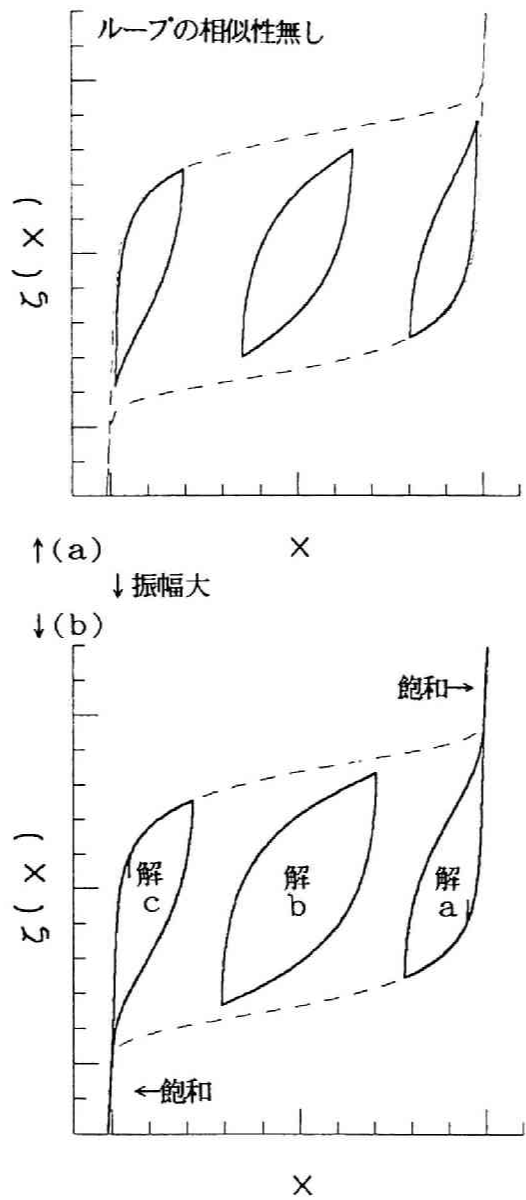 ループの相似性無し
ζ(X)
↑(a)
X
↓振幅大
↓(b)
飽和→
ζ(X)
解
c
解
b
解
a
←飽和
X